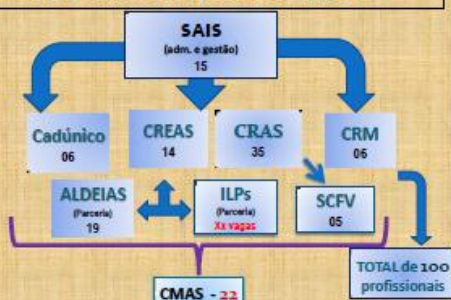 SAIS
(adm. e gestão)
15
Cadúnico
06
CREAS
14
CRAS
35
CRM
06
ALDEIAS
(Parceria)
19
ILPs
(Parceria)
Xx vagas
SCFV
05
TOTAL de 100
profissionais
CMAS - 22